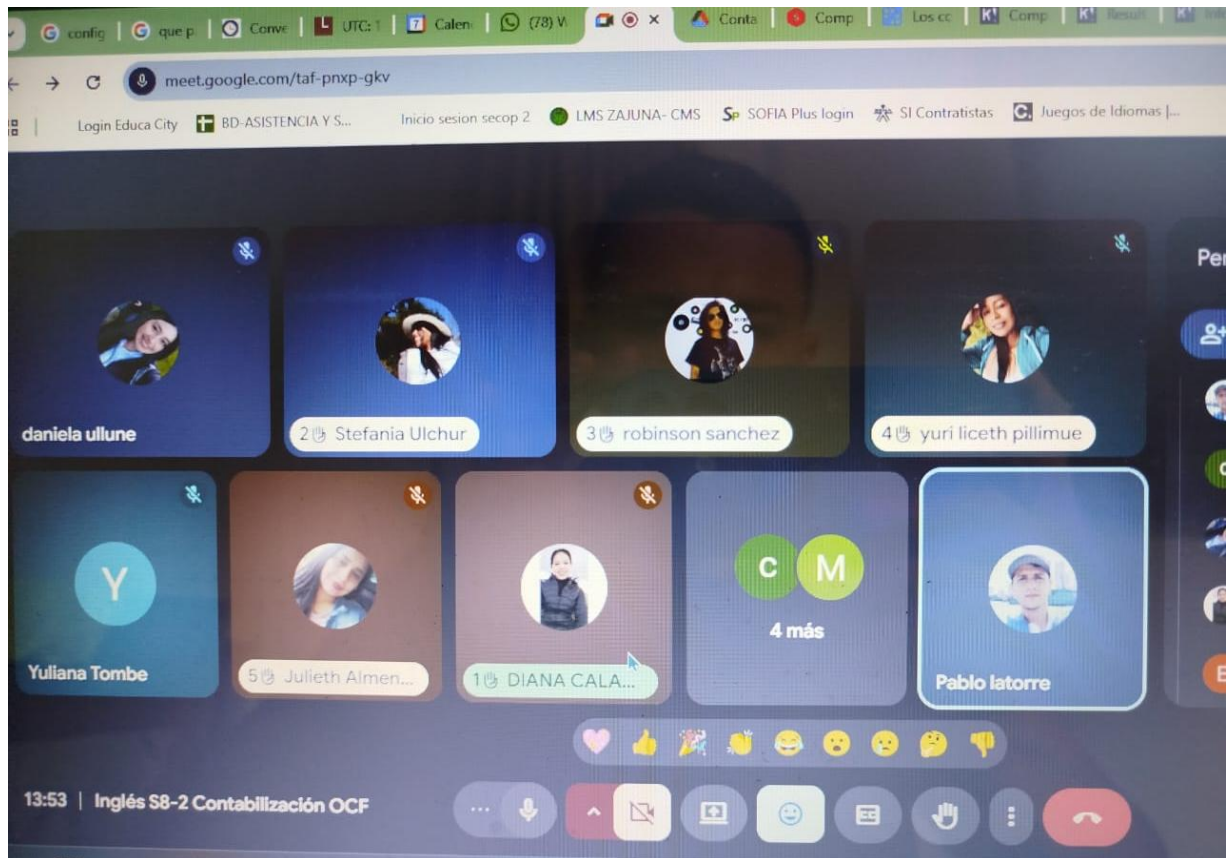 config
que p
Conve
UTC: 1
7
Calen
(78)
Conta
Comp
Los cc
K!
Comp
K!
Result
K!
meet.google.com/taf-pnxp-gkv
Login Educa City
BD-ASISTENCIA Y S...
Inicio sesion secop 2
LMS ZAJUNA- CMS
SOFIA Plus login
SI Contratistas
Juegos de Idiomas |...
Per
daniela ullune
2 Stefania Ulchur
3 robinson sanchez
4 yuri liceth pillimue
Y
C M
4 más
Yuliana Tombe
5 Julieth Almen...
1 DIANA CALA...
Pablo latorre
13:53 | Inglés S8-2 Contabilización OCF